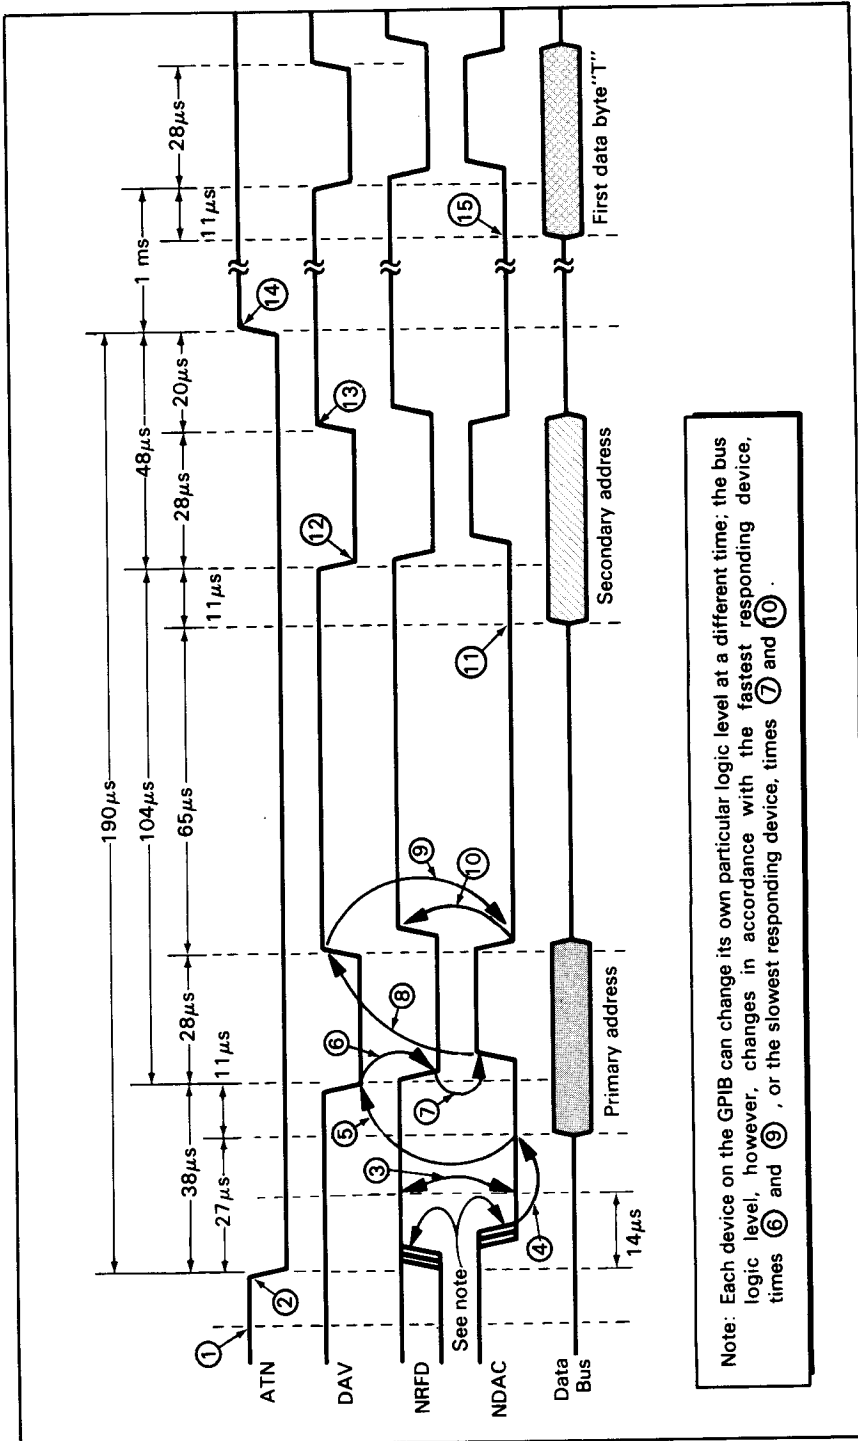 190μs
104μs
48μs
1 ms
38μs
28μs
65μs
28μs
20μs
28μs
27μs
11μs
11μs
11μs
14μs
1
2
3
4
5
6
7
8
9
10
11
12
13
14
15
ATN
DAV
NRFD
See note
NDAC
Data
Bus
Primary address
Secondary address
First data byte "T"
Note: Each device on the GPIB can change its own particular logic level at a different time; the bus
logic level, however, changes in accordance with the fastest responding device,
times 6 and 9 , or the slowest responding device, times 7 and 10 .